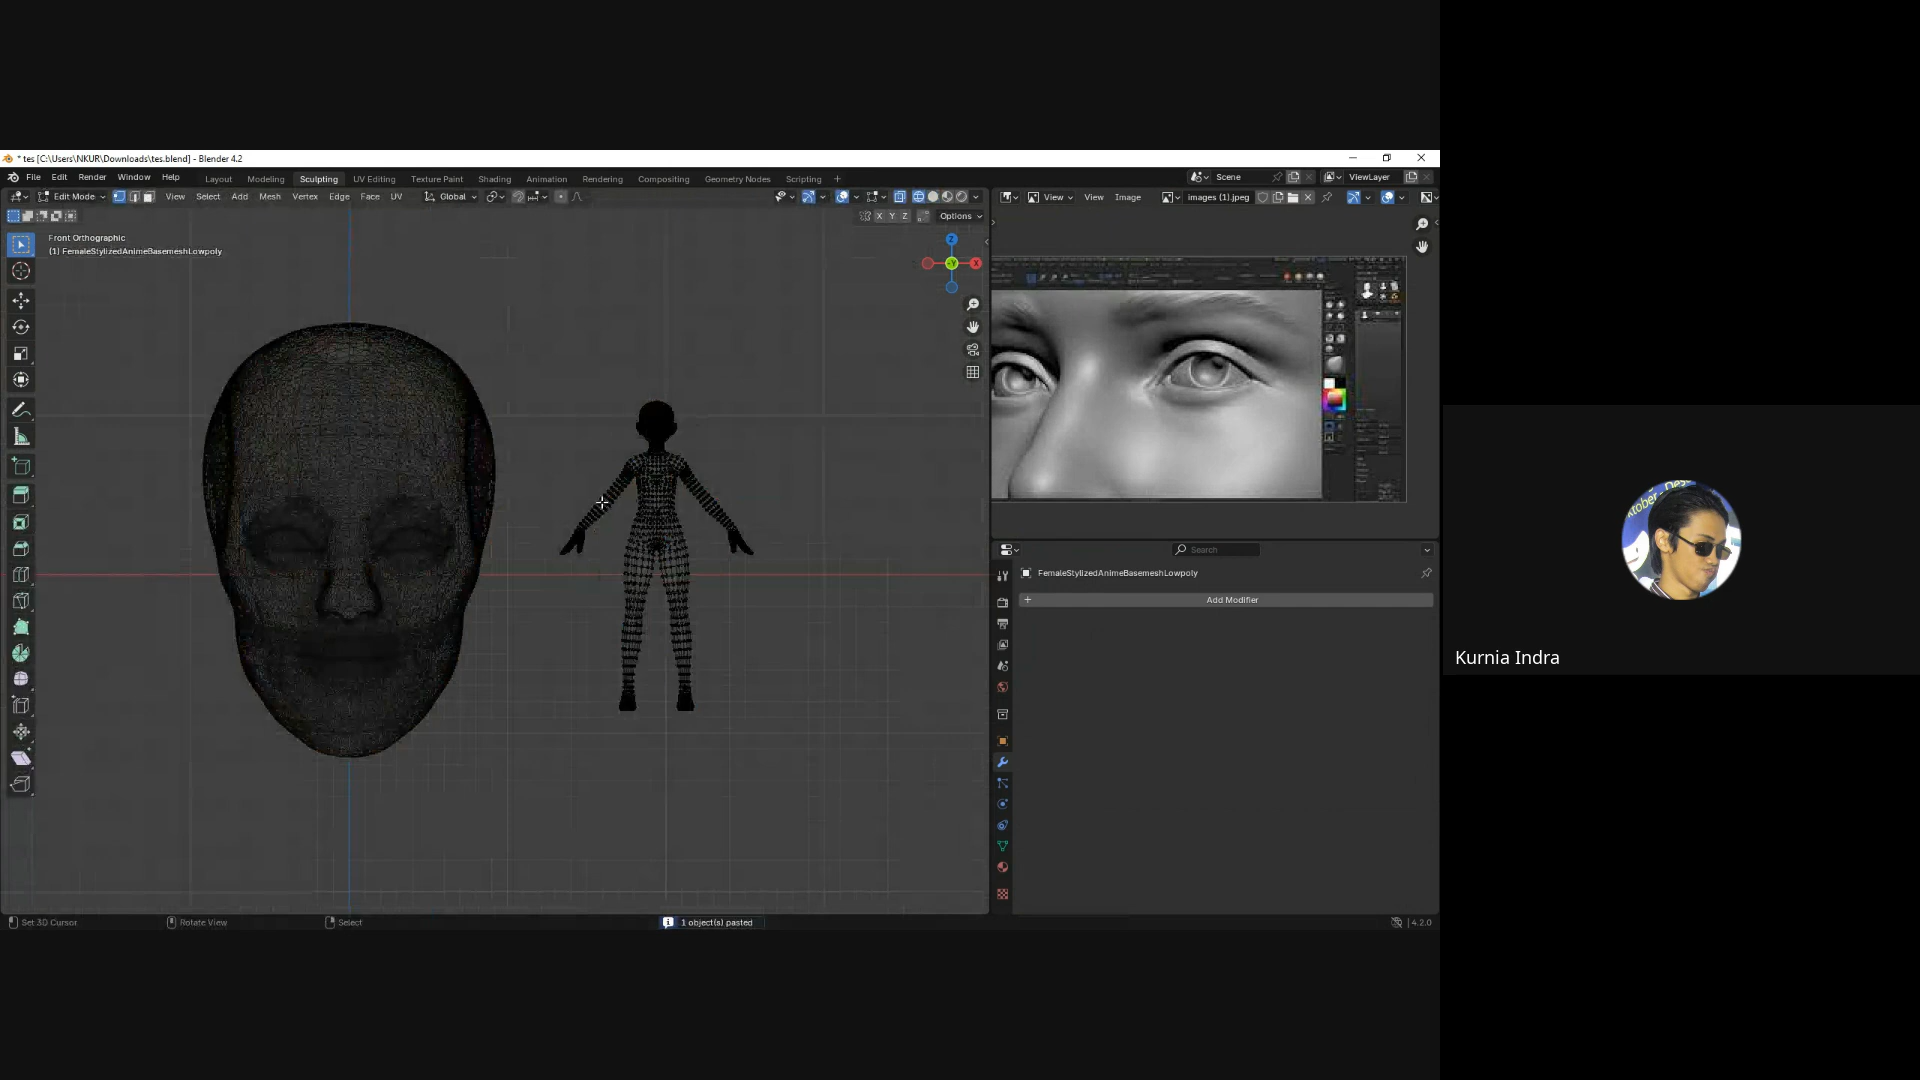 * tes [C:\Users\NKUR\Downloads\tes.blend] - Blender 4.2
File Edit Render Window Help
Layout Modeling Sculpting UV Editing Texture Paint Shading Animation Rendering Compositing Geometry Nodes Scripting +
Scene
ViewLayer
Edit Mode View Select Add Mesh Vertex Edge Face UV
Global
View View Image
images (1).jpeg
X Y Z
Options
Front Orthographic
(1) FemaleStylizedAnimeBasemeshLowpoly
Z
Y
X
Search
FemaleStylizedAnimeBasemeshLowpoly
+ Add Modifier
Kurnia Indra
Set 3D Cursor
Rotate View
Select
1 object(s) pasted
4.2.0